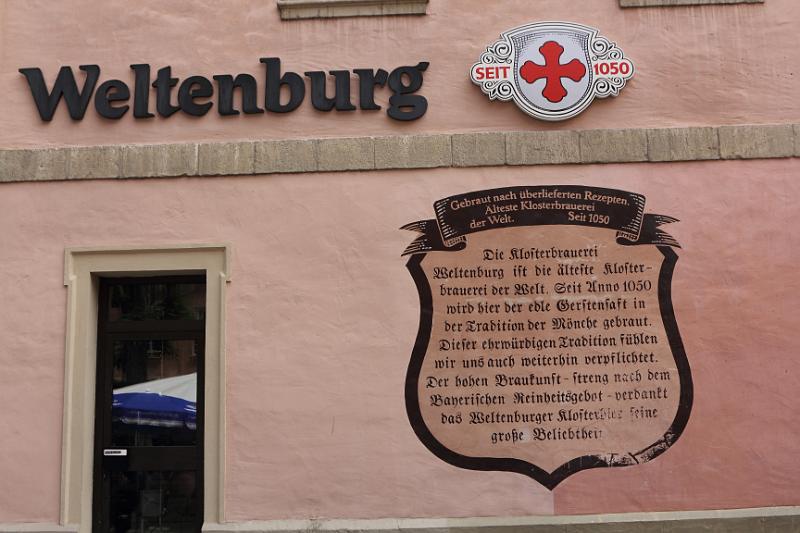 Weltenburg
SEIT 1050
Gebraut nach überlieferten Rezepten.
Älteste Klosterbrauerei
der Welt. Seit 1050
Die Klosterbrauerei
Weltenburg ist die älteste Kloster-
brauerei der Welt. Seit Anno 1050
wird hier der edle Gerstensaft in
der Tradition der Mönche gebraut.
Dieser ehrwürdigen Tradition fühlen
wir uns auch weiterhin verpflichtet.
Der hohen Braukunst - streng nach dem
Bayerischen Reinheitsgebot - verdankt
das Weltenburger Klosterbier seine
große Beliebtheit